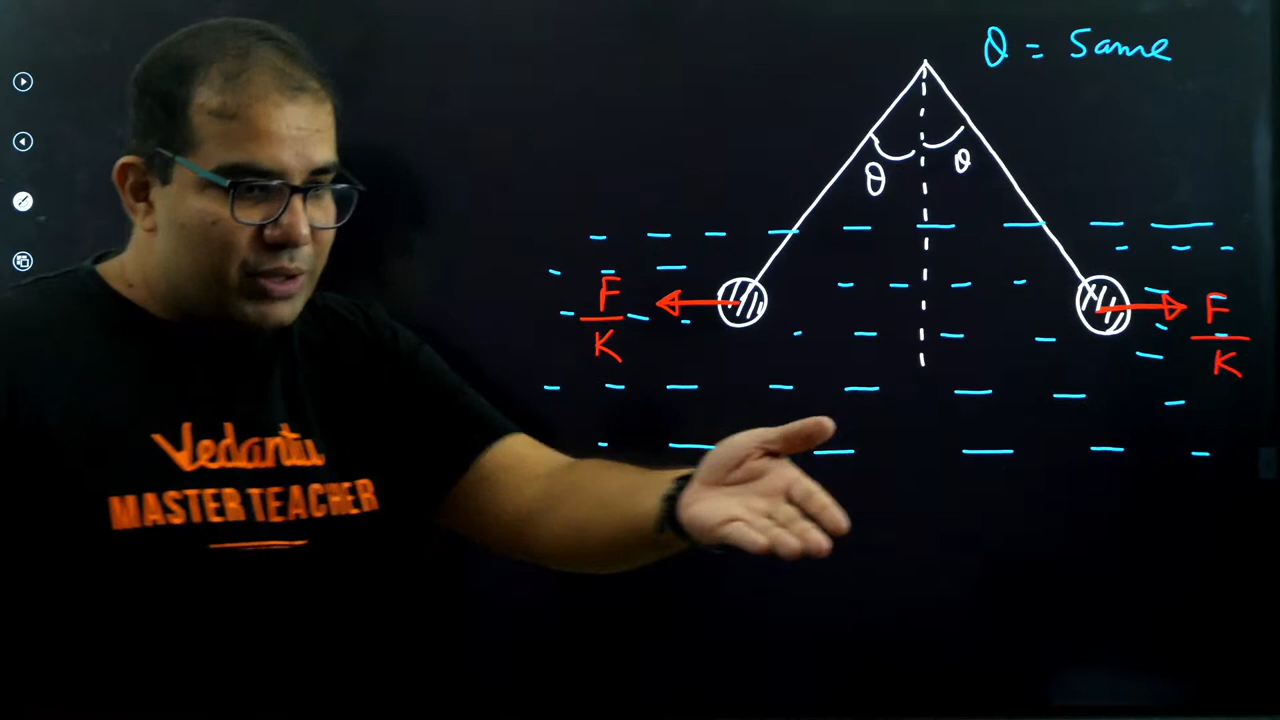 θ = Same
θ θ
F/K
F/K
Vedantu
MASTER TEACHER